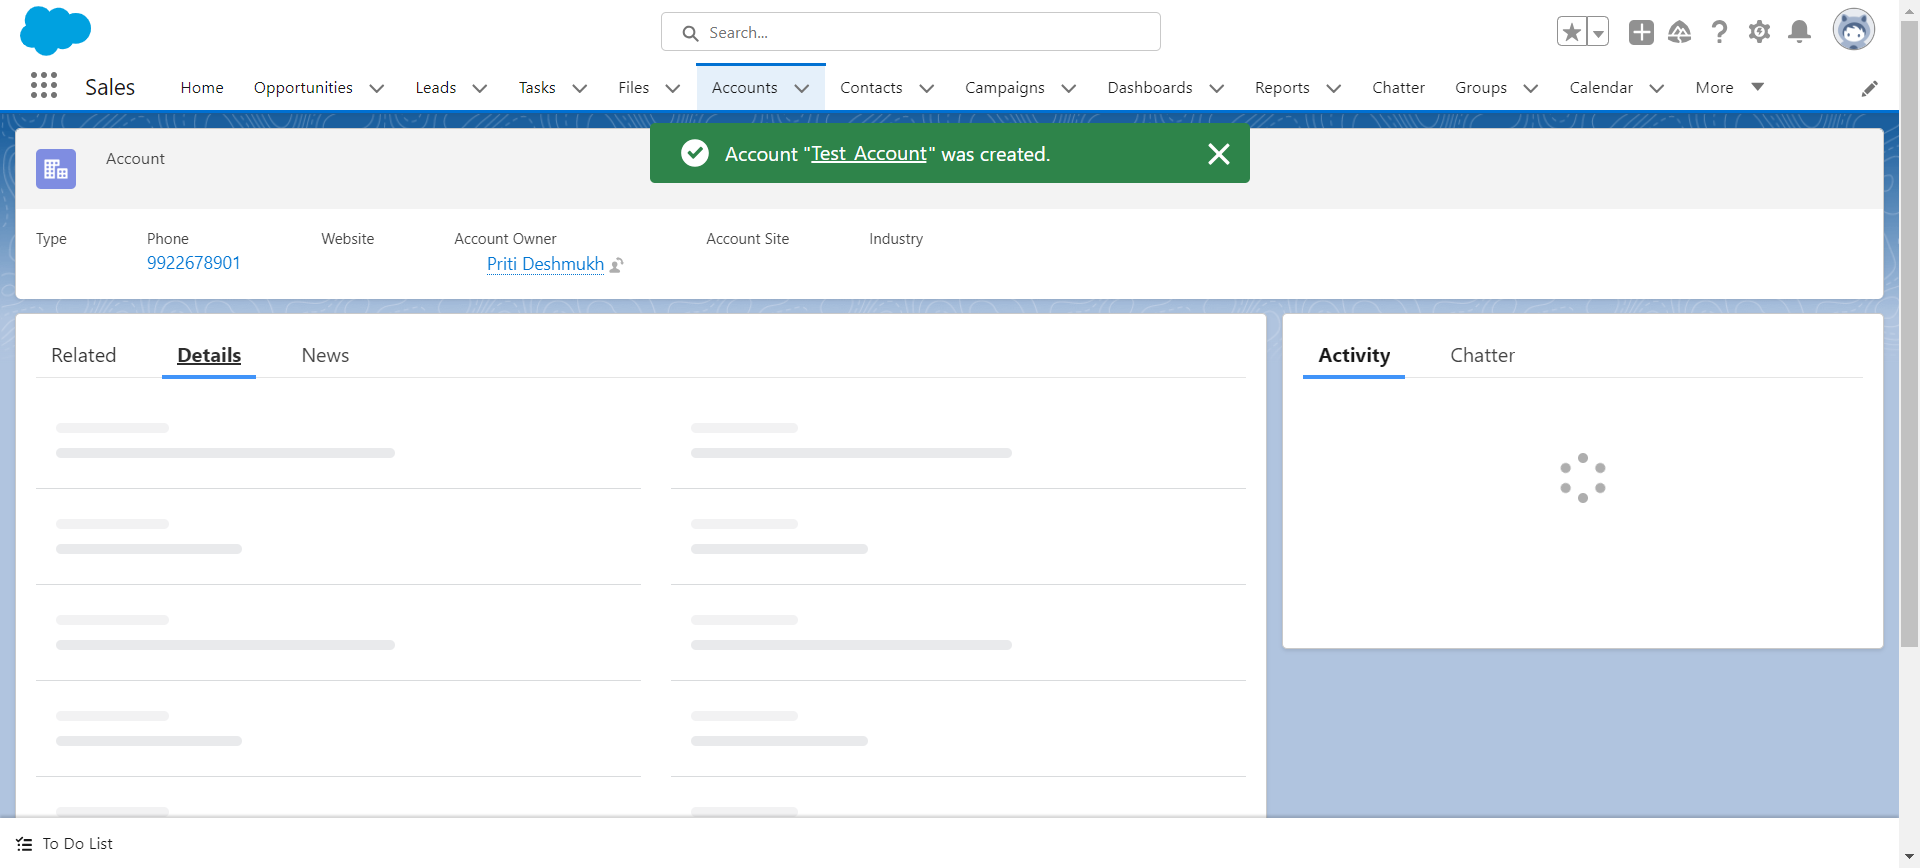 Search...
Sales
Home
Opportunities
Leads
Tasks
Files
Accounts
Contacts
Campaigns
Dashboards
Reports
Chatter
Groups
Calendar
More
Account "Test_Account" was created.
Account
Type
Phone
Website
Account Owner
Account Site
Industry
9922678901
Priti Deshmukh
Related
Details
News
Activity
Chatter
To Do List